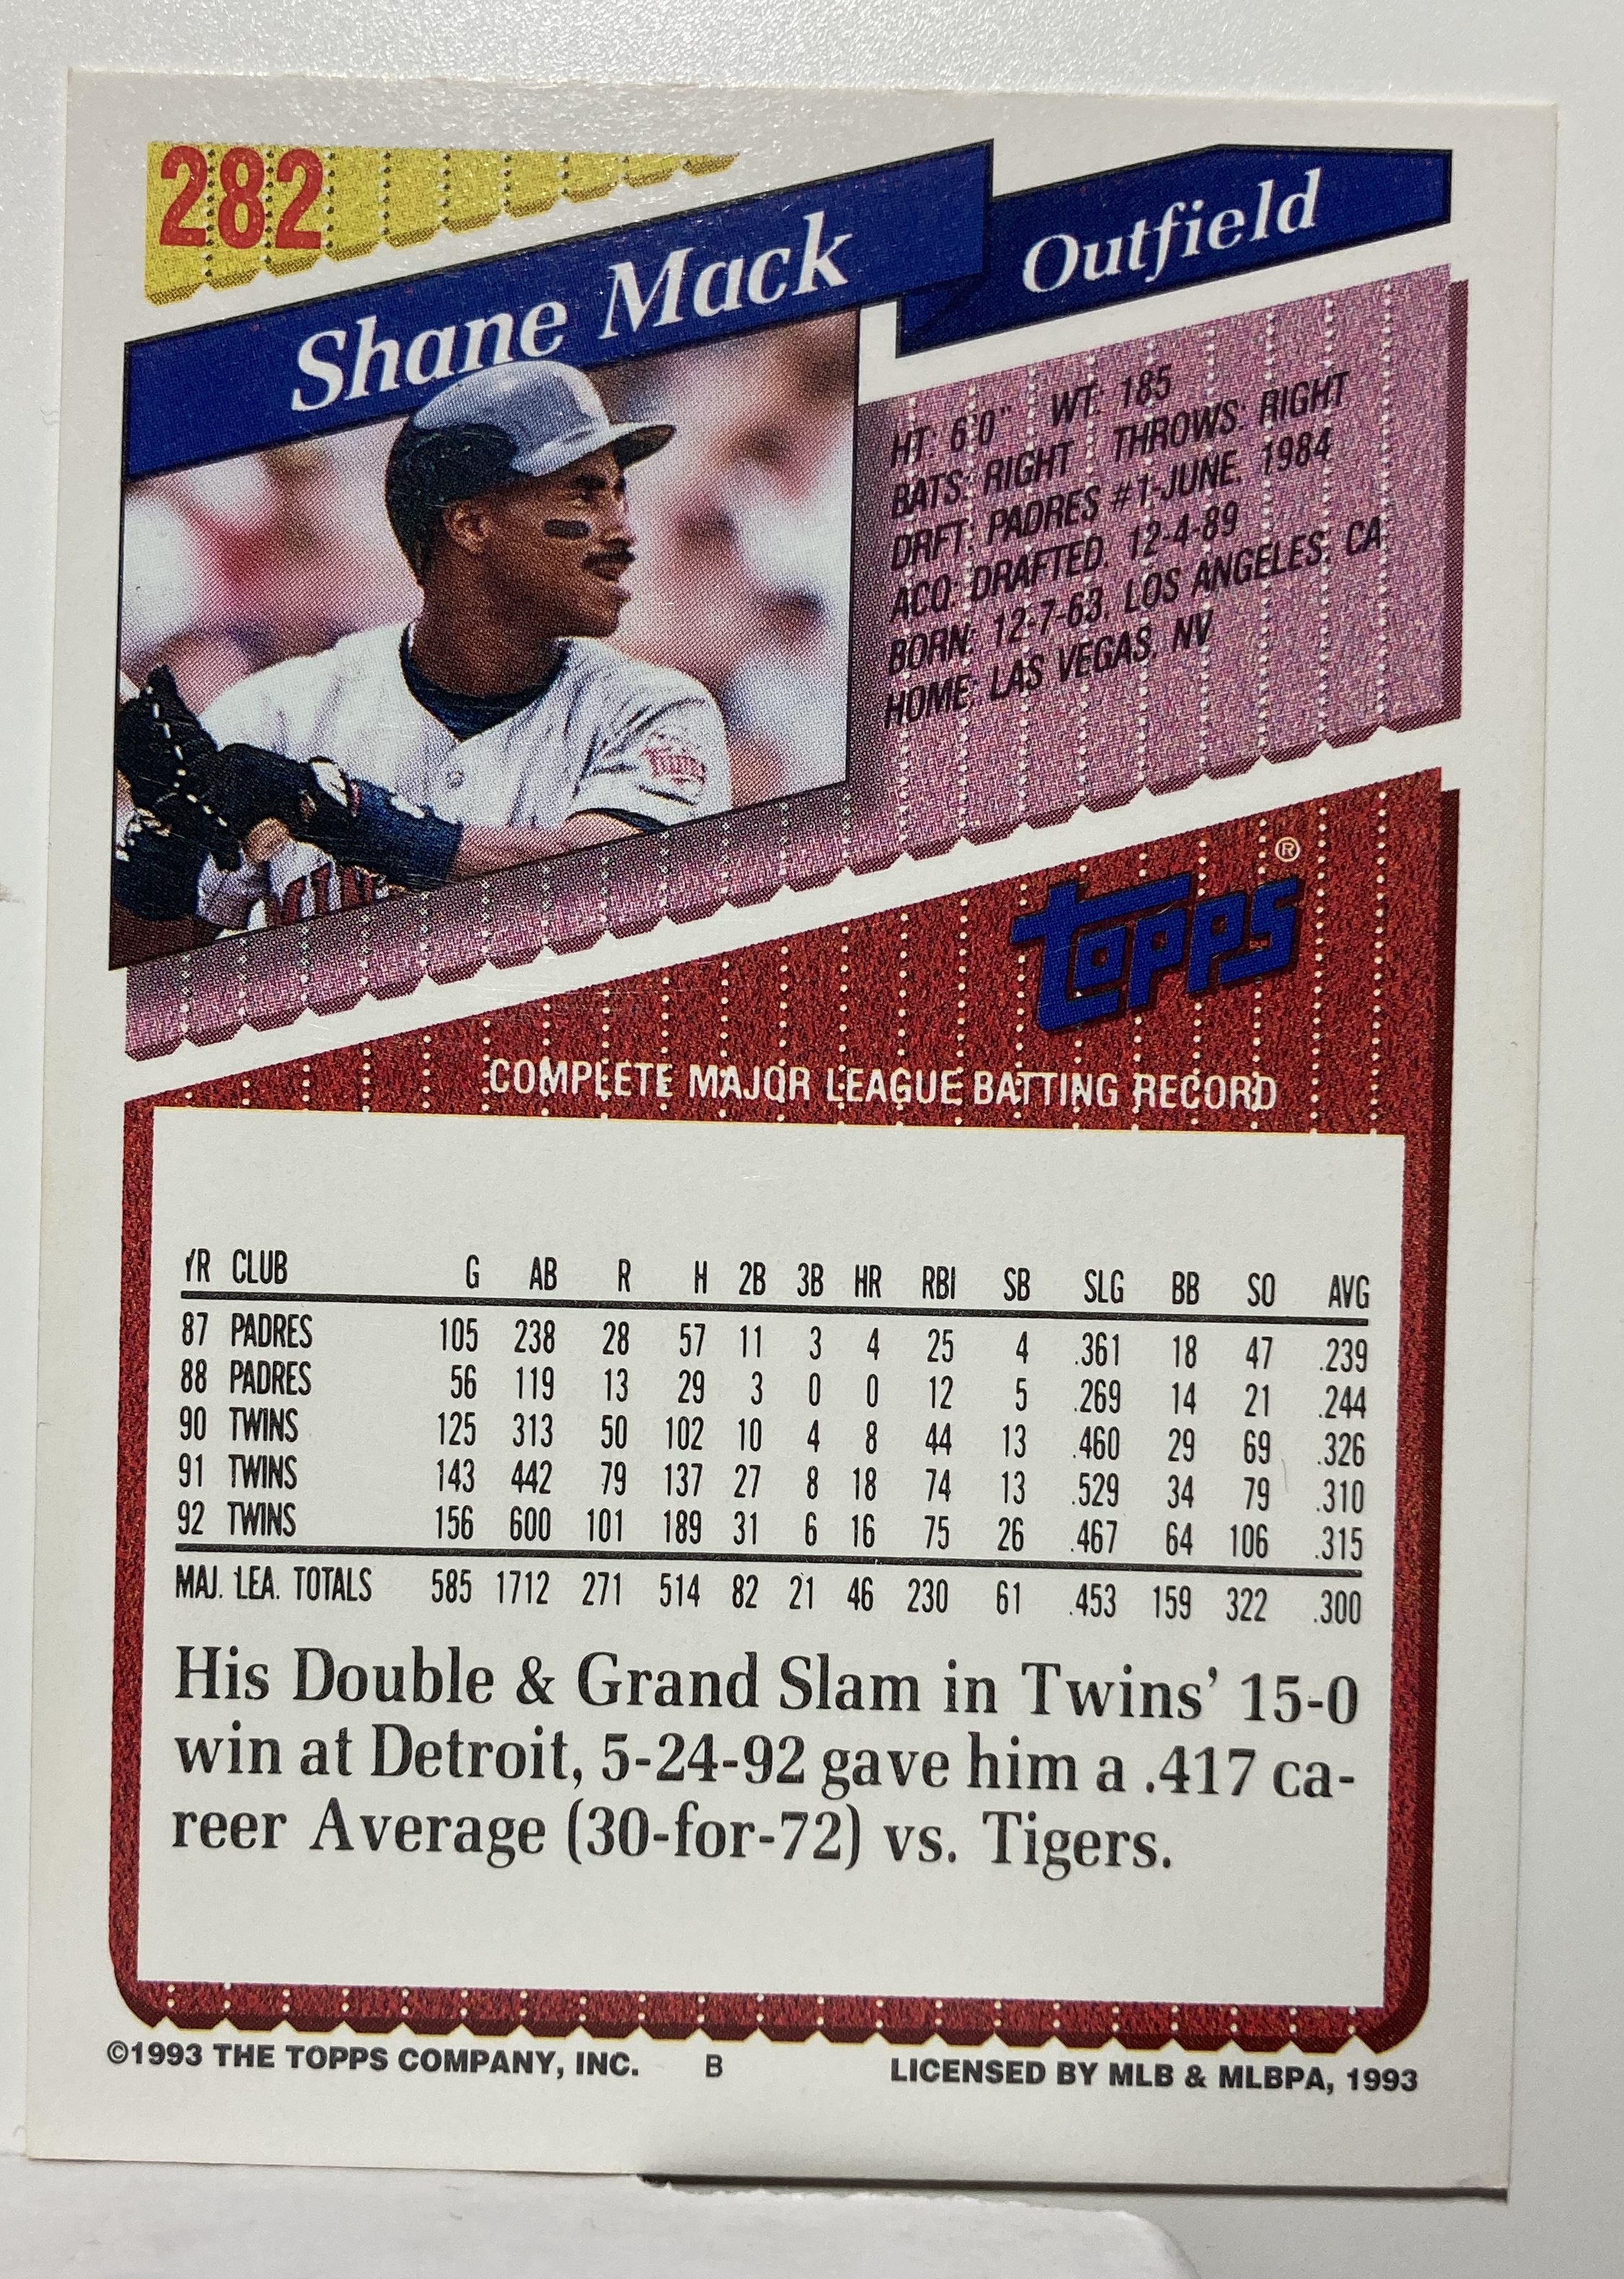 282
Shane Mack
Outfield
HT: 6'0" WT: 185
BATS: RIGHT THROWS: RIGHT
DRFT: PADRES #1-JUNE, 1984
ACQ: DRAFTED, 12-4-89
BORN: 12-7-63, LOS ANGELES, CA
HOME: LAS VEGAS, NV
Twins
topps®
COMPLETE MAJOR LEAGUE BATTING RECORD
YR CLUB G AB R H 2B 3B HR RBI SB SLG BB SO AVG
87 PADRES 105 238 28 57 11 3 4 25 4 .361 18 47 .239
88 PADRES 56 119 13 29 3 0 0 12 5 .269 14 21 .244
90 TWINS 125 313 50 102 10 4 8 44 13 .460 29 69 .326
91 TWINS 143 442 79 137 27 8 18 74 13 .529 34 79 .310
92 TWINS 156 600 101 189 31 6 16 75 26 .467 64 106 .315
MAJ. LEA. TOTALS 585 1712 271 514 82 21 46 230 61 .453 159 322 .300
His Double & Grand Slam in Twins' 15-0
win at Detroit, 5-24-92 gave him a .417 ca-
reer Average (30-for-72) vs. Tigers.
©1993 THE TOPPS COMPANY, INC. B LICENSED BY MLB & MLBPA, 1993